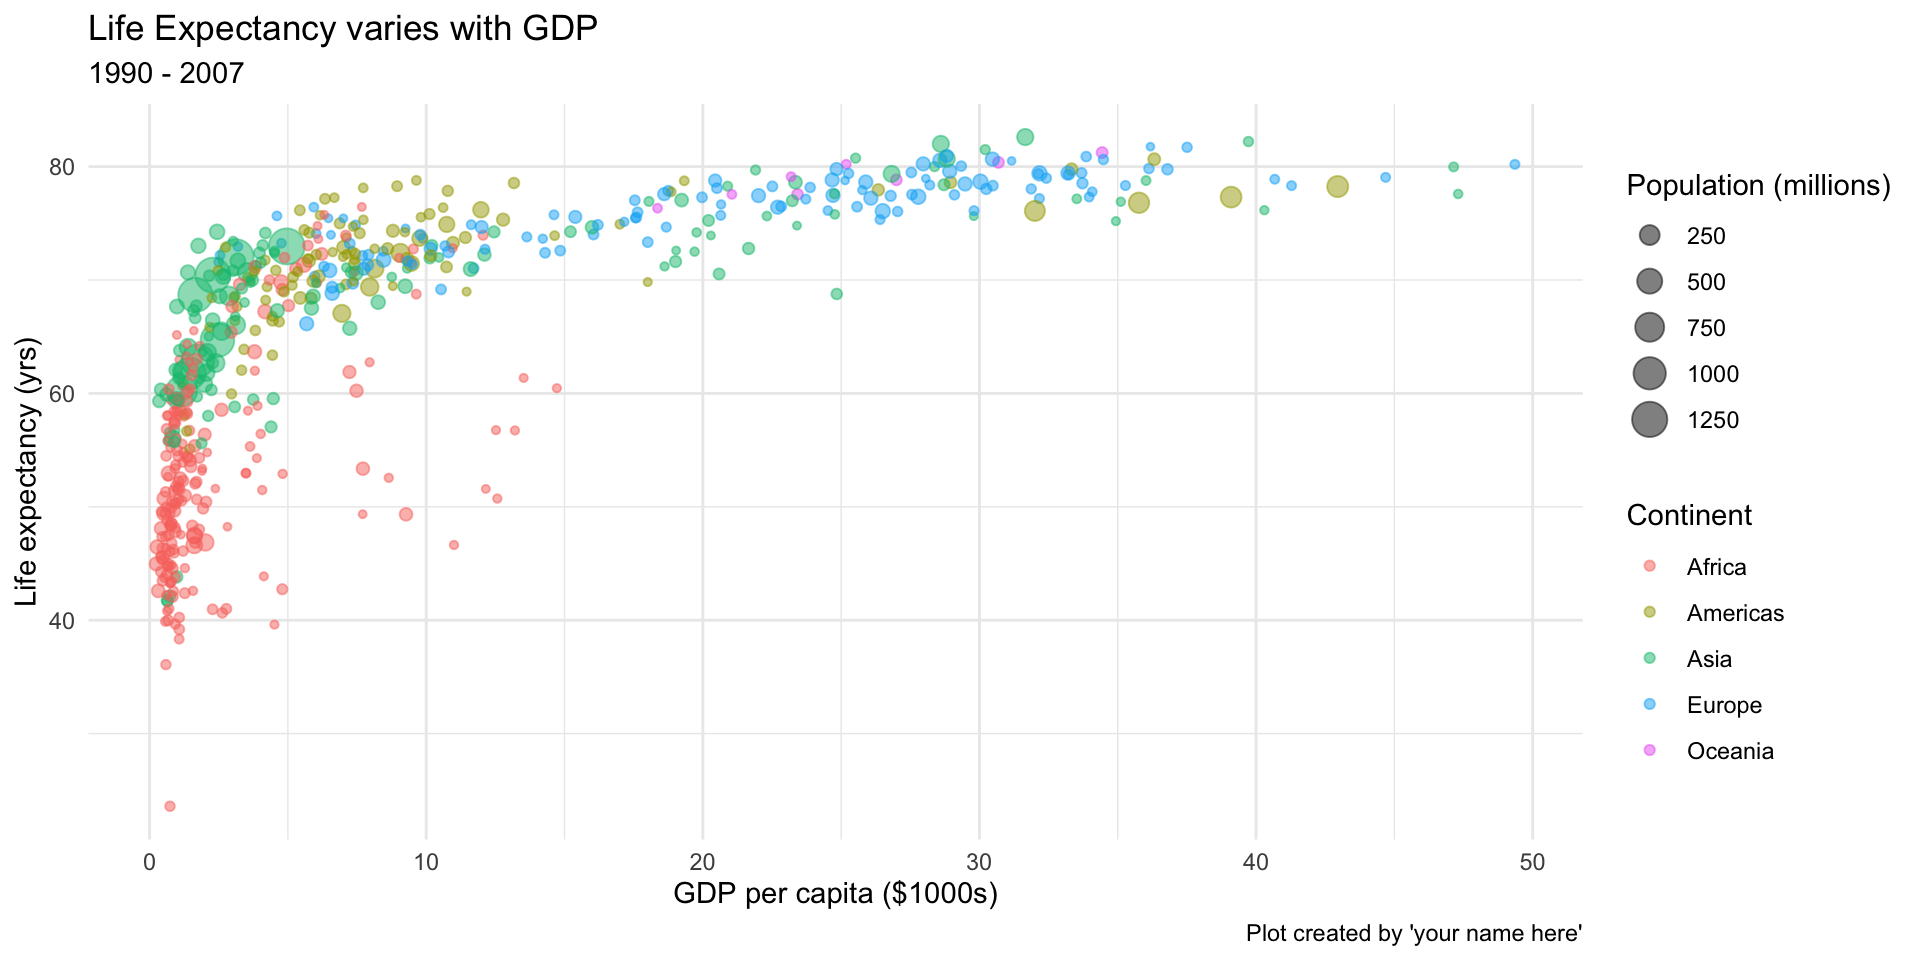 Life Expectancy varies with GDP
1990 - 2007
Life expectancy (yrs)
80
60
40
0
10
20
30
40
50
GDP per capita ($1000s)
Plot created by 'your name here'
Population (millions)
250
500
750
1000
1250
Continent
Africa
Americas
Asia
Europe
Oceania